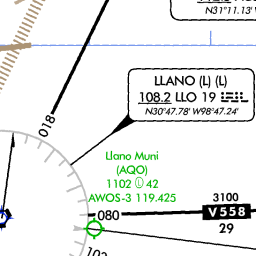 N31°11.13'
LLANO (L) (L)
108.2 LLO 19
N30°47.78' W98°47.24'
018
Llano Muni
(AQO)
1102 42
AWOS-3 119.425
080
3100
V558
29